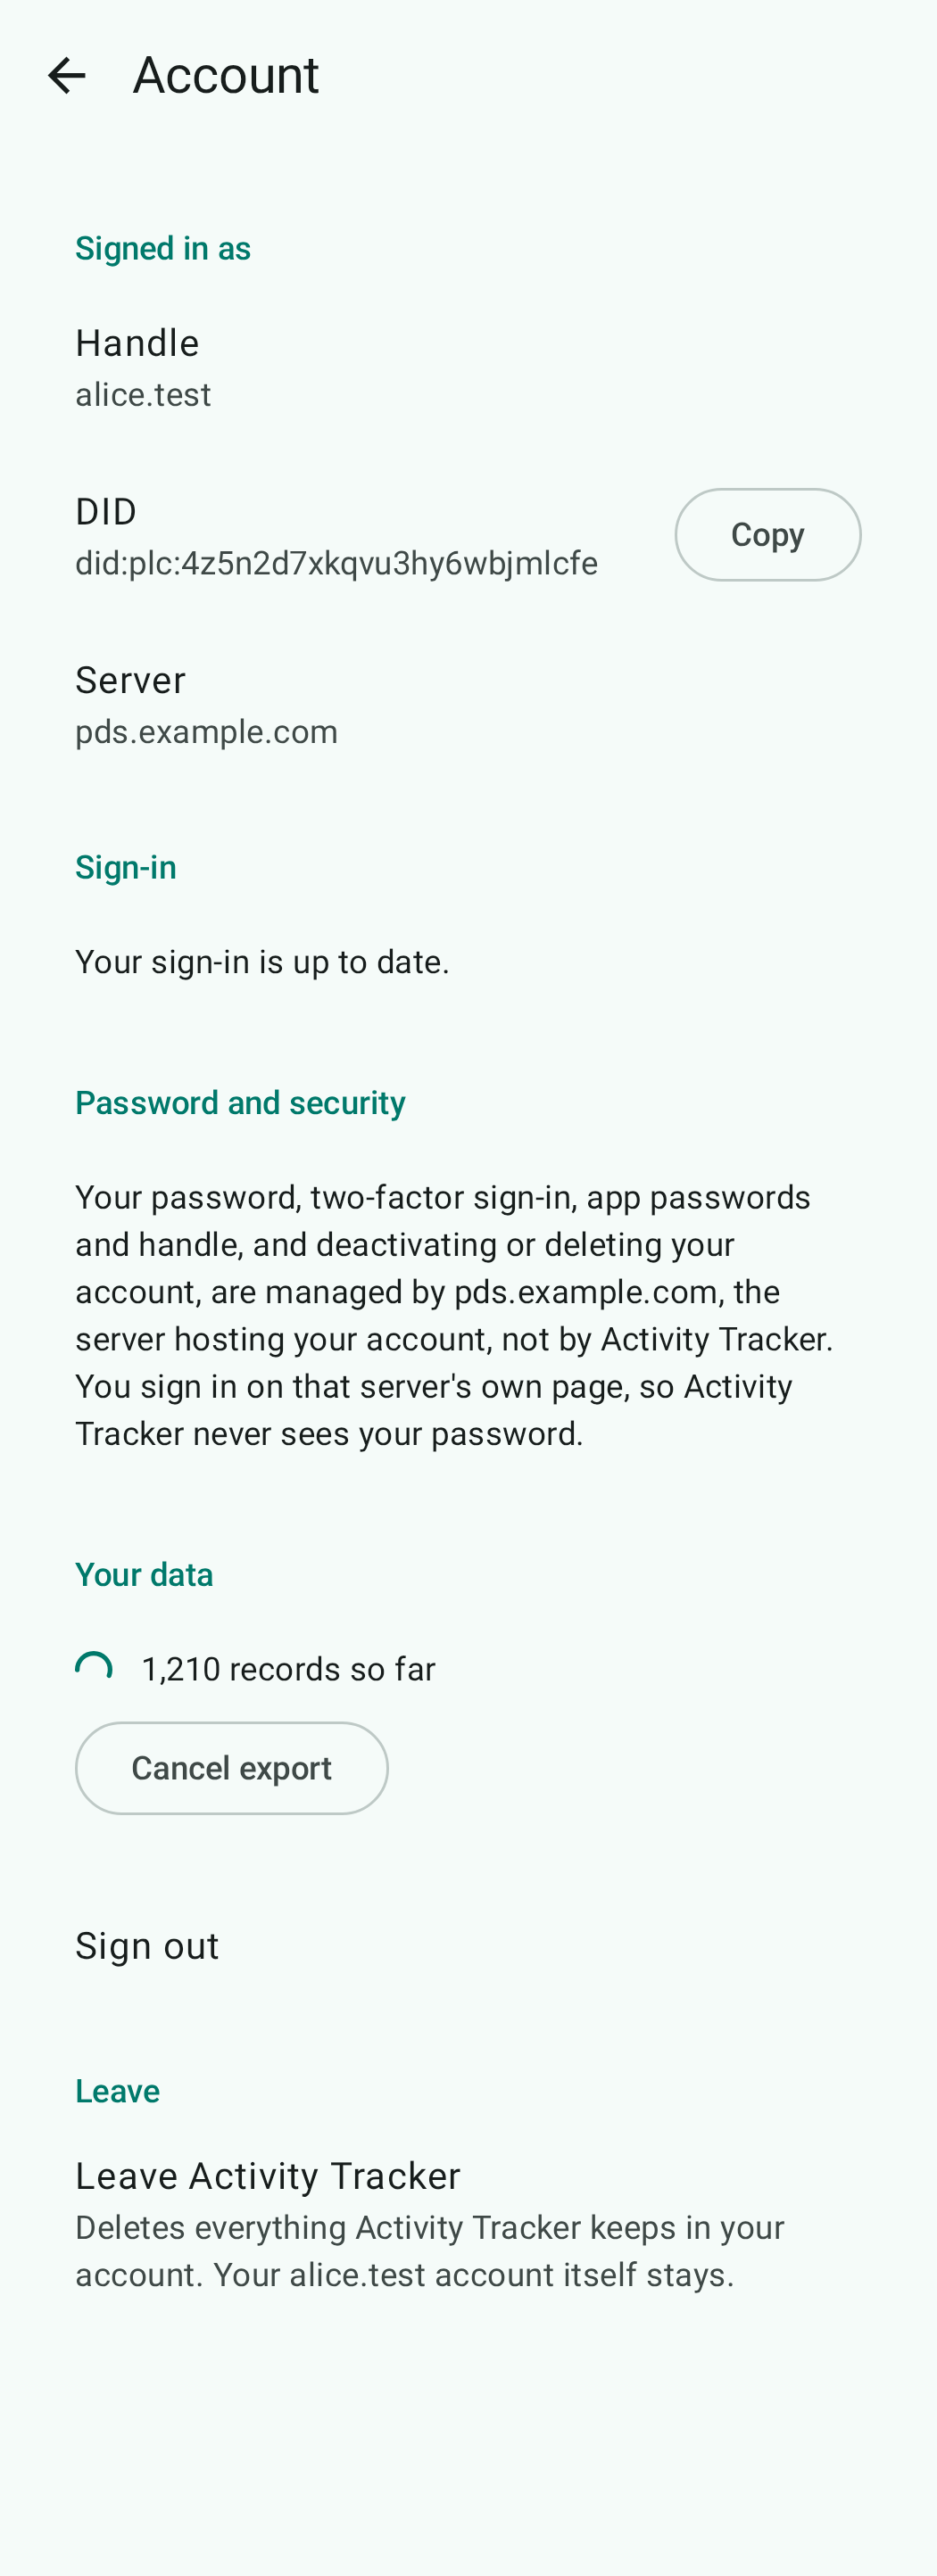 Account
Signed in as
Handle
alice.test
DID
did:plc:4z5n2d7xkqvu3hy6wbjmlcfe
Copy
Server
pds.example.com
Sign-in
Your sign-in is up to date.
Password and security
Your password, two-factor sign-in, app passwords
and handle, and deactivating or deleting your
account, are managed by pds.example.com, the
server hosting your account, not by Activity Tracker.
You sign in on that server's own page, so Activity
Tracker never sees your password.
Your data
1,210 records so far
Cancel export
Sign out
Leave
Leave Activity Tracker
Deletes everything Activity Tracker keeps in your
account. Your alice.test account itself stays.